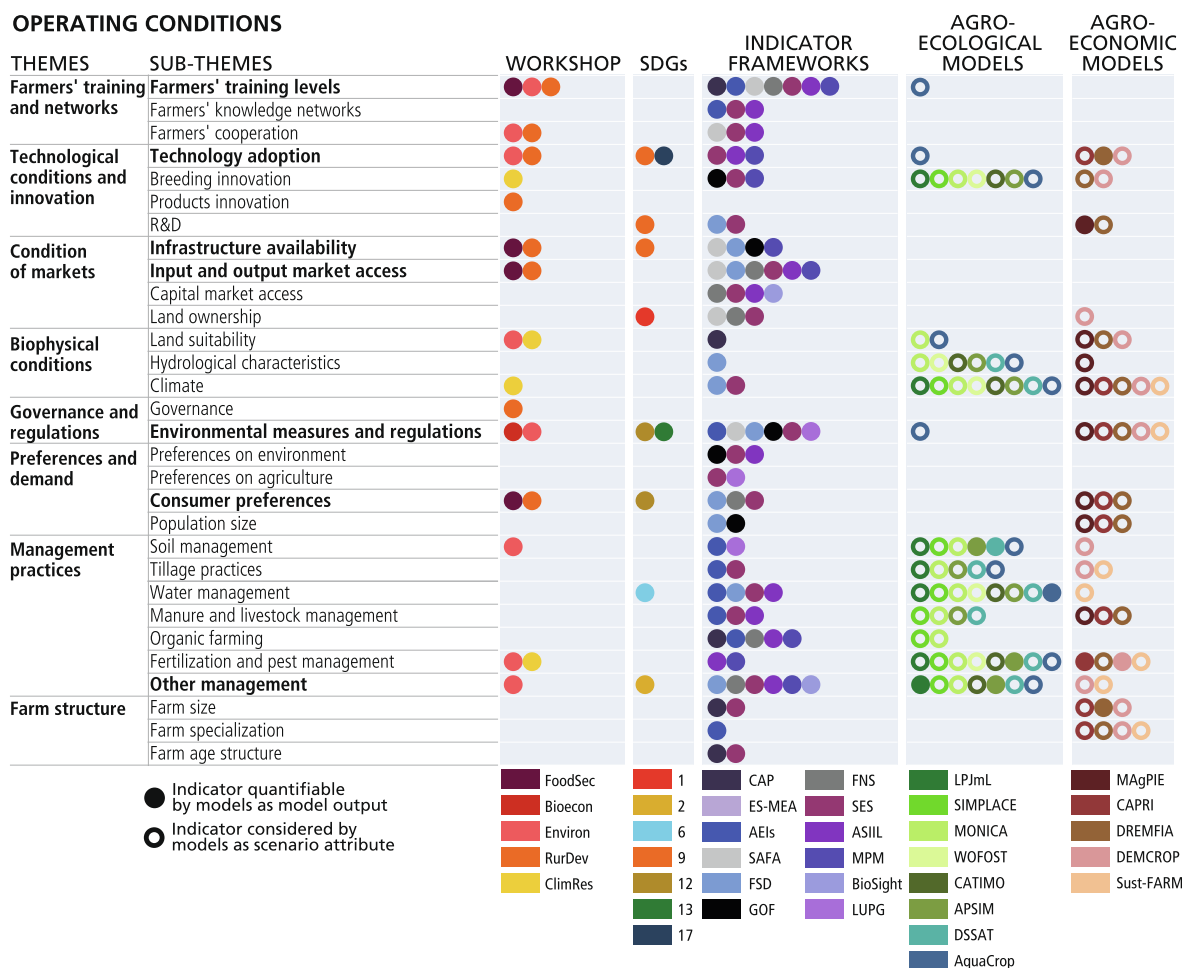 OPERATING CONDITIONS
THEMES
SUB-THEMES
WORKSHOP
SDGs
INDICATOR
FRAMEWORKS
AGRO-
ECOLOGICAL
MODELS
AGRO-
ECONOMIC
MODELS
Farmers' training
and networks
Farmers' training levels
Farmers' knowledge networks
Farmers' cooperation
Technological
conditions and
innovation
Technology adoption
Breeding innovation
Products innovation
R&D
Condition
of markets
Infrastructure availability
Input and output market access
Capital market access
Land ownership
Biophysical
conditions
Land suitability
Hydrological characteristics
Climate
Governance and
regulations
Governance
Environmental measures and regulations
Preferences and
demand
Preferences on environment
Preferences on agriculture
Consumer preferences
Population size
Management
practices
Soil management
Tillage practices
Water management
Manure and livestock management
Organic farming
Fertilization and pest management
Other management
Farm structure
Farm size
Farm specialization
Farm age structure
Indicator quantifiable
by models as model output
Indicator considered by
models as scenario attribute
FoodSec
Bioecon
Environ
RurDev
ClimRes
1
2
6
9
12
13
17
CAP
ES-MEA
AEIs
SAFA
FSD
GOF
FNS
SES
ASIIL
MPM
BioSight
LUPG
LPJmL
SIMPLACE
MONICA
WOFOST
CATIMO
APSIM
DSSAT
AquaCrop
MAgPIE
CAPRI
DREMFIA
DEMCROP
Sust-FARM